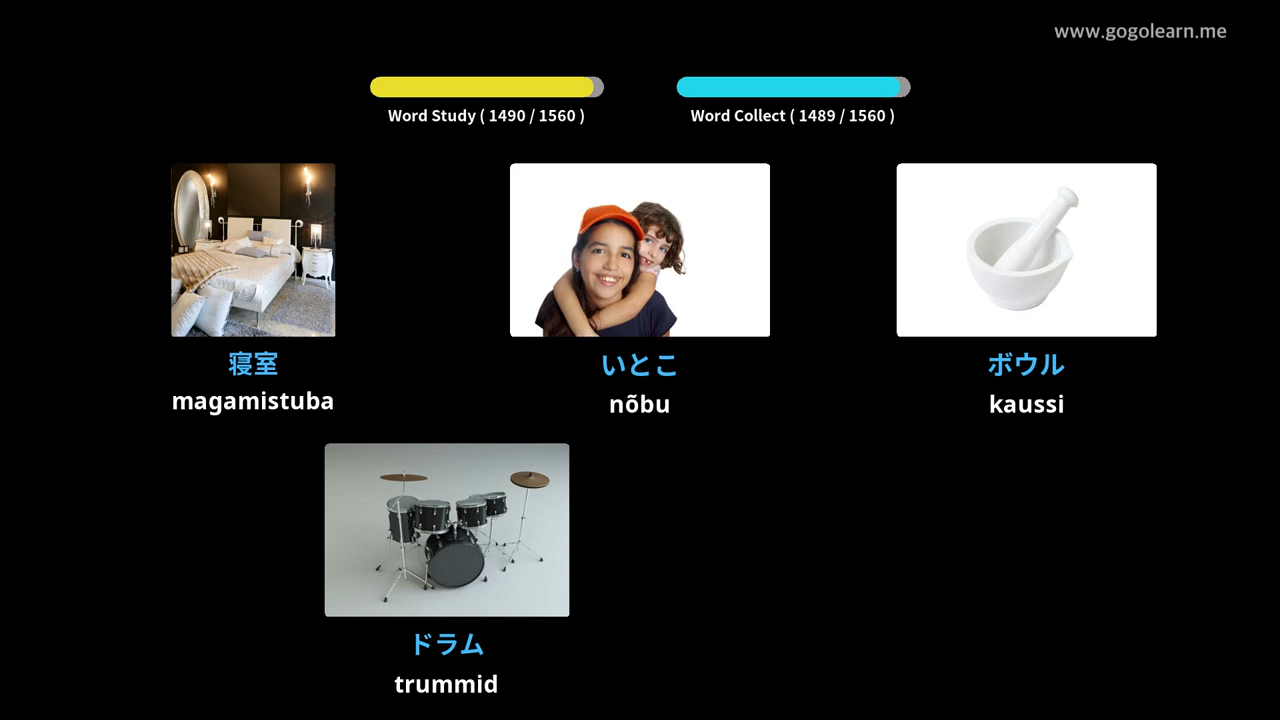 www.gogolearn.me
Word Study ( 1490 / 1560 )
Word Collect ( 1489 / 1560 )
寝室
magamistuba
いとこ
nõbu
ボウル
kaussi
ドラム
trummid